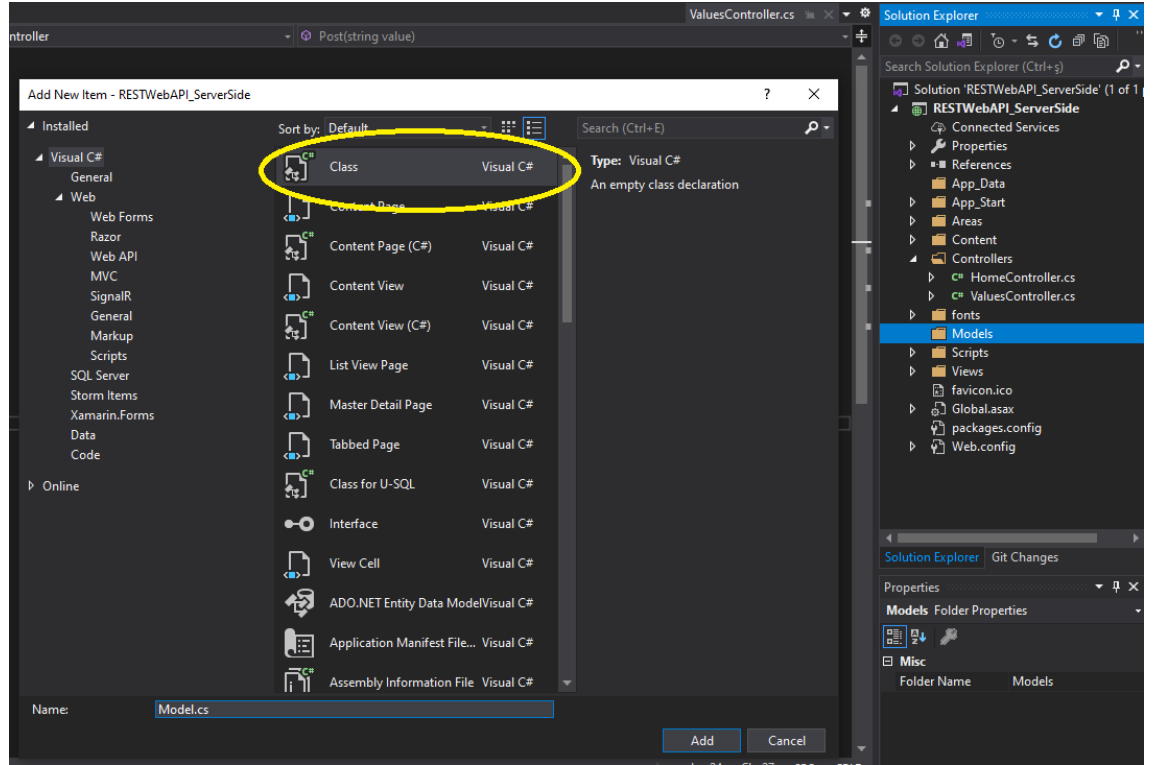 ValuesController.cs
ntroller
Post(string value)
Add New Item - RESTWebAPI_ServerSide
Installed
Visual C#
General
Web
Web Forms
Razor
Web API
MVC
SignalR
General
Markup
Scripts
SQL Server
Storm Items
Xamarin.Forms
Data
Code
Online
Sort by: Default
Class Visual C#
Content Page Visual C#
Content Page (C#) Visual C#
Content View Visual C#
Content View (C#) Visual C#
List View Page Visual C#
Master Detail Page Visual C#
Tabbed Page Visual C#
Class for U-SQL Visual C#
Interface Visual C#
View Cell Visual C#
ADO.NET Entity Data Model Visual C#
Application Manifest File... Visual C#
Assembly Information File Visual C#
Search (Ctrl+E)
Type: Visual C#
An empty class declaration
Name: Model.cs
Add Cancel
Solution Explorer
Search Solution Explorer (Ctrl+ş)
Solution 'RESTWebAPI_ServerSide' (1 of 1
RESTWebAPI_ServerSide
Connected Services
Properties
References
App_Data
App_Start
Areas
Content
Controllers
C# HomeController.cs
C# ValuesController.cs
fonts
Models
Scripts
Views
favicon.ico
Global.asax
packages.config
Web.config
Solution Explorer Git Changes
Properties
Models Folder Properties
Misc
Folder Name Models